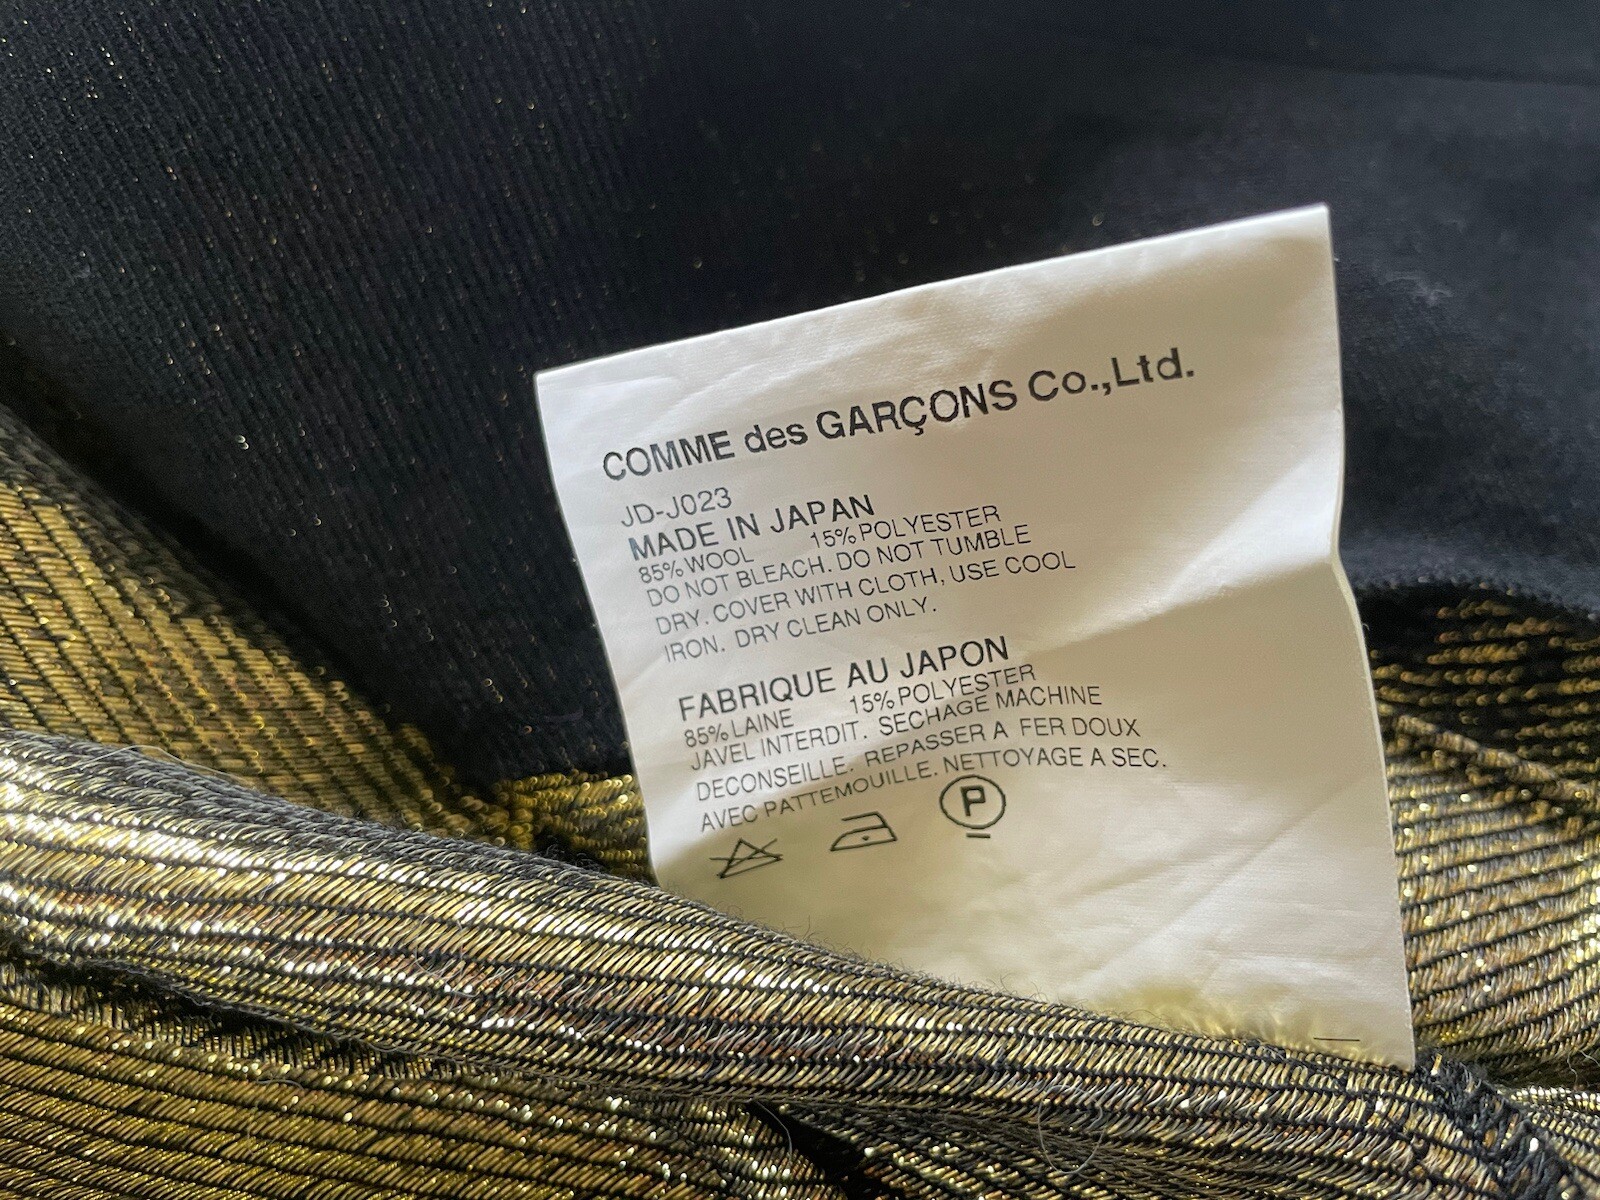 COMME des GARÇONS Co.,Ltd.
JD-J023
MADE IN JAPAN
85% WOOL 15% POLYESTER
DO NOT BLEACH. DO NOT TUMBLE
DRY. COVER WITH CLOTH, USE COOL
IRON. DRY CLEAN ONLY.
FABRIQUE AU JAPON
85% LAINE 15% POLYESTER
JAVEL INTERDIT. SECHAGE MACHINE
DECONSEILLE. REPASSER A FER DOUX
AVEC PATTEMOUILLE. NETTOYAGE A SEC.
P